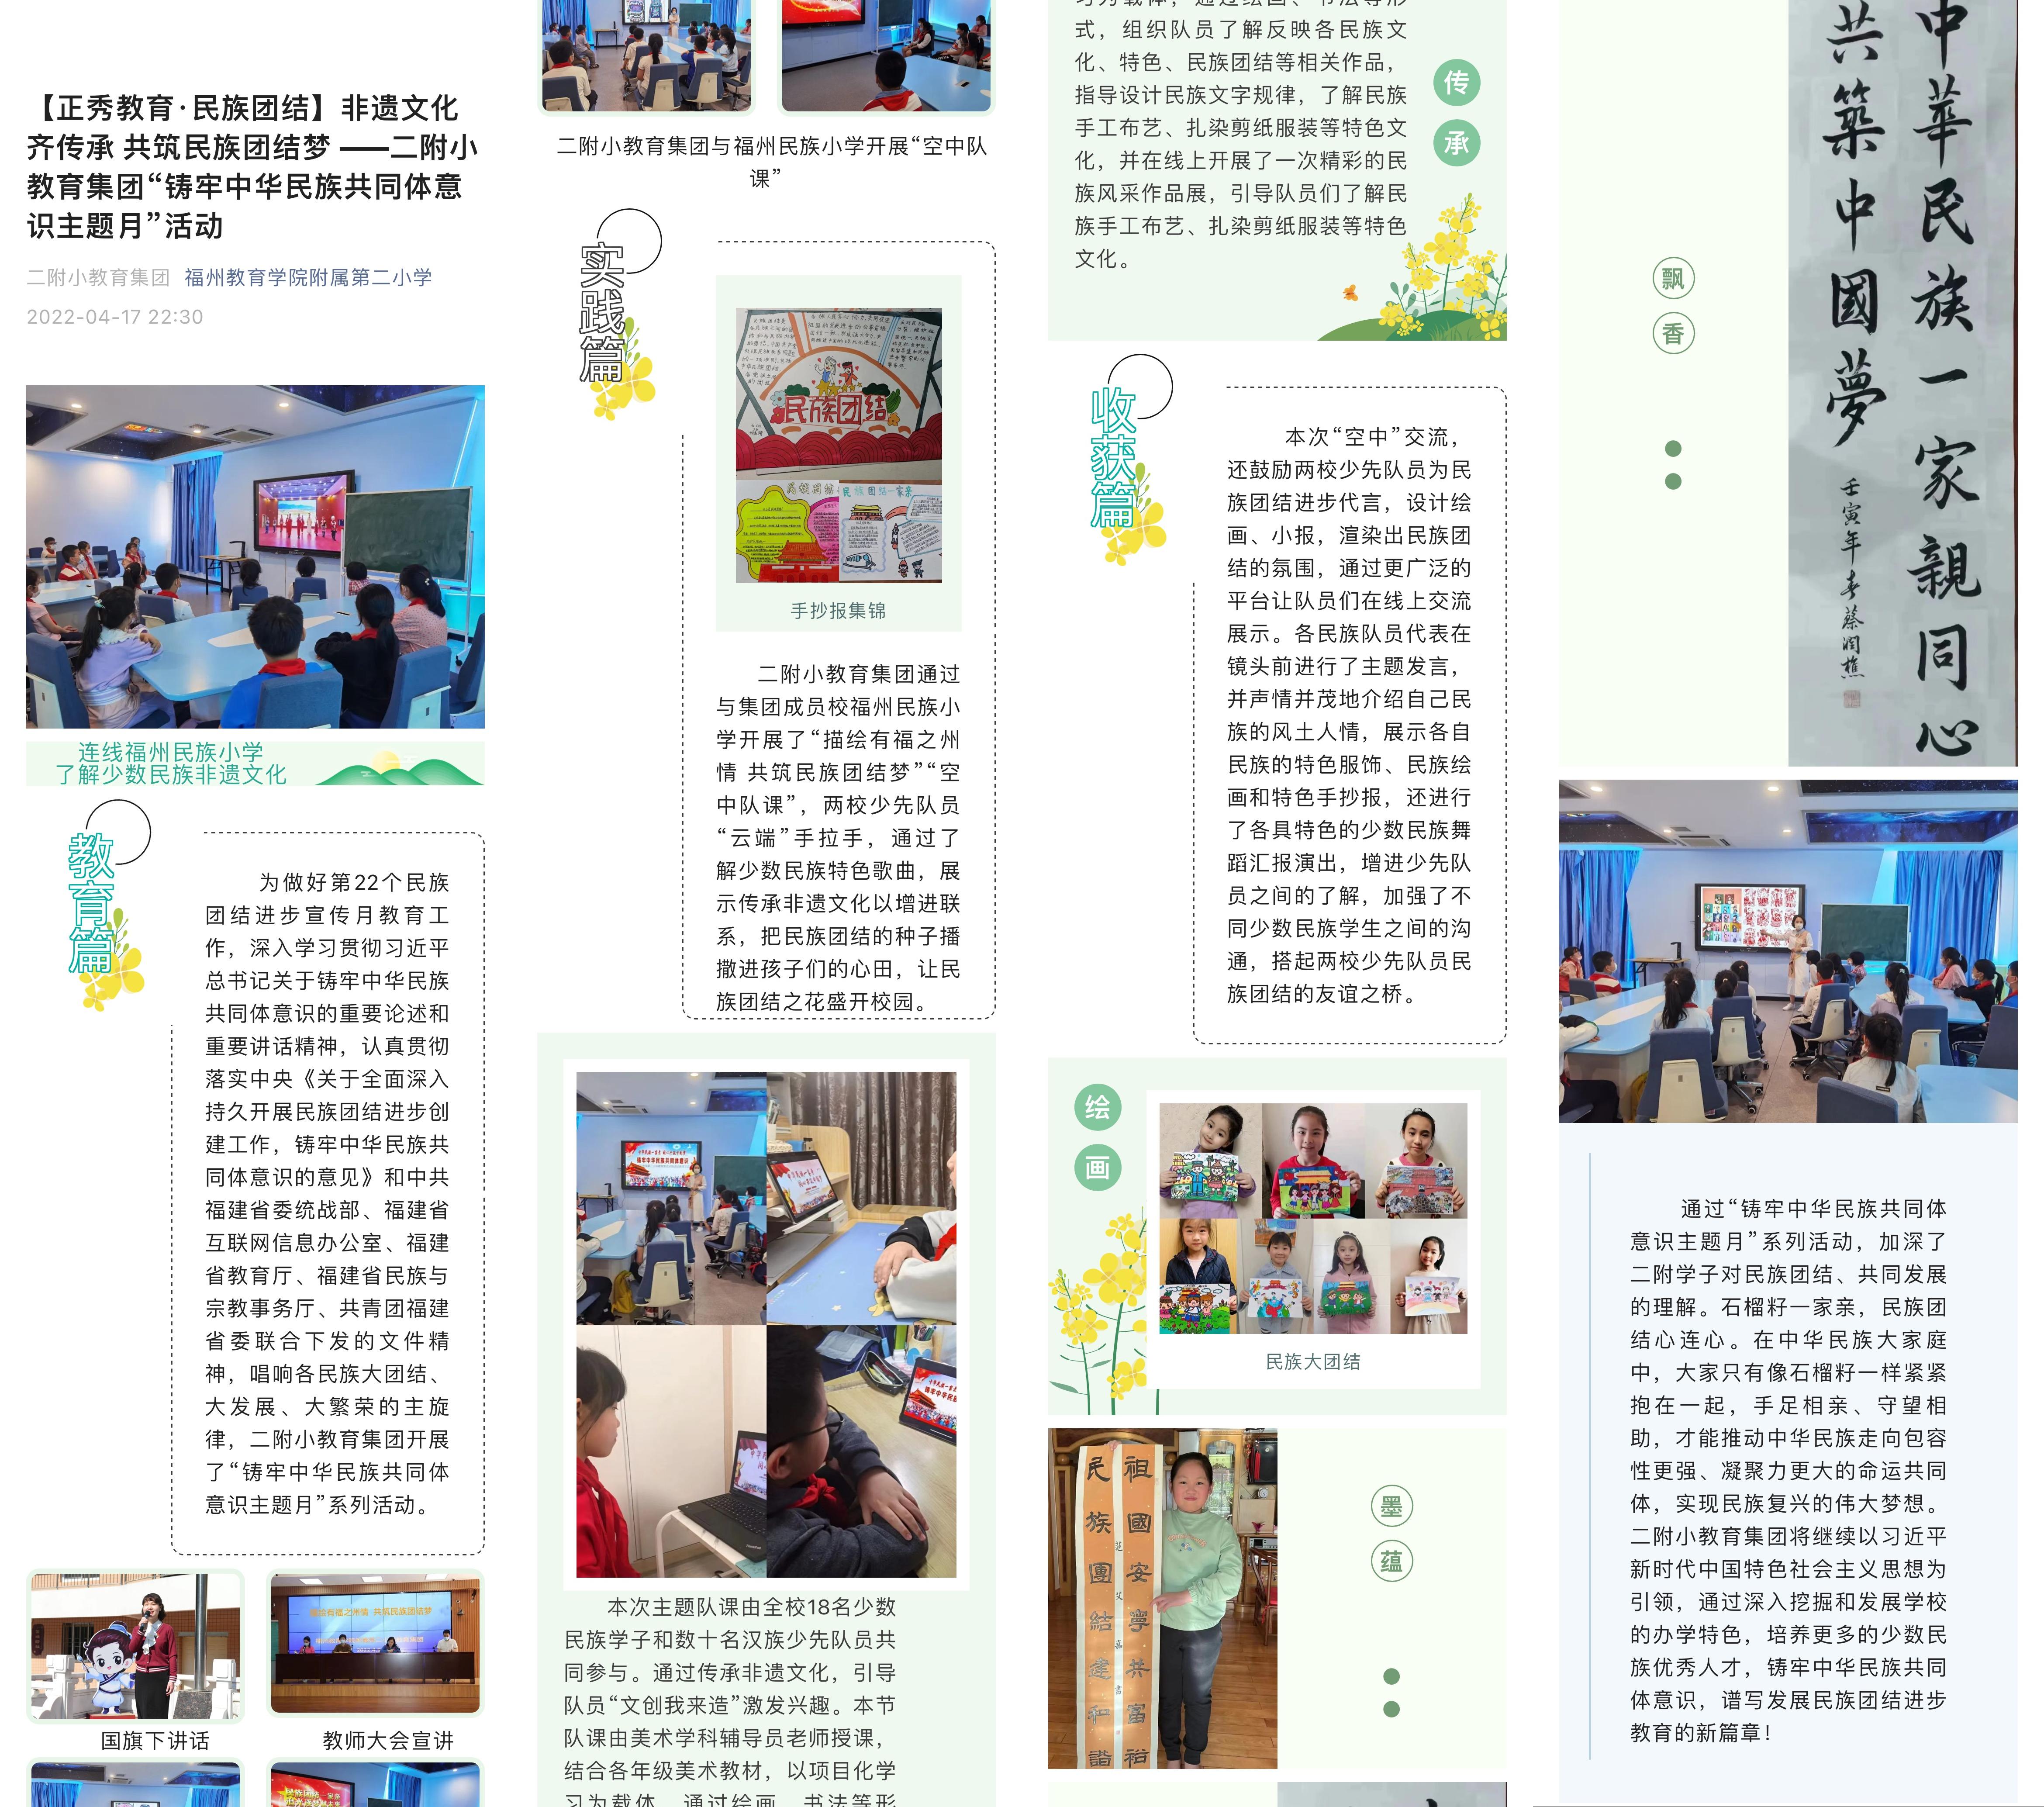 【正秀教育·民族团结】非遗文化
齐传承 共筑民族团结梦 ——二附小
教育集团“铸牢中华民族共同体意
识主题月”活动
二附小教育集团 福州教育学院附属第二小学
2022-04-17 22:30
连线福州民族小学
了解少数民族非遗文化
教育篇
为做好第22个民族
团结进步宣传月教育工
作，深入学习贯彻习近平
总书记关于铸牢中华民族
共同体意识的重要论述和
重要讲话精神，认真贯彻
落实中央《关于全面深入
持久开展民族团结进步创
建工作，铸牢中华民族共
同体意识的意见》和中共
福建省委统战部、福建省
互联网信息办公室、福建
省教育厅、福建省民族与
宗教事务厅、共青团福建
省委联合下发的文件精
神，唱响各民族大团结、
大发展、大繁荣的主旋
律，二附小教育集团开展
了“铸牢中华民族共同体
意识主题月”系列活动。
国旗下讲话
教师大会宣讲
二附小教育集团与福州民族小学开展“空中队
课”
实践篇
民族团结
手抄报集锦
二附小教育集团通过
与集团成员校福州民族小
学开展了“描绘有福之州
情 共筑民族团结梦”“空
中队课”，两校少先队员
“云端”手拉手，通过了
解少数民族特色歌曲，展
示传承非遗文化以增进联
系，把民族团结的种子播
撒进孩子们的心田，让民
族团结之花盛开校园。
本次主题队课由全校18名少数
民族学子和数十名汉族少先队员共
同参与。通过传承非遗文化，引导
队员“文创我来造”激发兴趣。本节
队课由美术学科辅导员老师授课，
结合各年级美术教材，以项目化学
习为载体，通过绘画、书法等形
式，组织队员了解反映各民族文
化、特色、民族团结等相关作品，
指导设计民族文字规律，了解民族
手工布艺、扎染剪纸服装等特色文
化，并在线上开展了一次精彩的民
族风采作品展，引导队员们了解民
族手工布艺、扎染剪纸服装等特色
文化。
传
承
收获篇
本次“空中”交流，
还鼓励两校少先队员为民
族团结进步代言，设计绘
画、小报，渲染出民族团
结的氛围，通过更广泛的
平台让队员们在线上交流
展示。各民族队员代表在
镜头前进行了主题发言，
并声情并茂地介绍自己民
族的风土人情，展示各自
民族的特色服饰、民族绘
画和特色手抄报，还进行
了各具特色的少数民族舞
蹈汇报演出，增进少先队
员之间的了解，加强了不
同少数民族学生之间的沟
通，搭起两校少先队员民
族团结的友谊之桥。
绘
画
民族大团结
祖國安寧共富裕
民族團結建和諧
墨
蕴
飘
香
中華民族一家親同心
共築中國夢
壬寅年春蔡潤樵
通过“铸牢中华民族共同体
意识主题月”系列活动，加深了
二附学子对民族团结、共同发展
的理解。石榴籽一家亲，民族团
结心连心。在中华民族大家庭
中，大家只有像石榴籽一样紧紧
抱在一起，手足相亲、守望相
助，才能推动中华民族走向包容
性更强、凝聚力更大的命运共同
体，实现民族复兴的伟大梦想。
二附小教育集团将继续以习近平
新时代中国特色社会主义思想为
引领，通过深入挖掘和发展学校
的办学特色，培养更多的少数民
族优秀人才，铸牢中华民族共同
体意识，谱写发展民族团结进步
教育的新篇章！